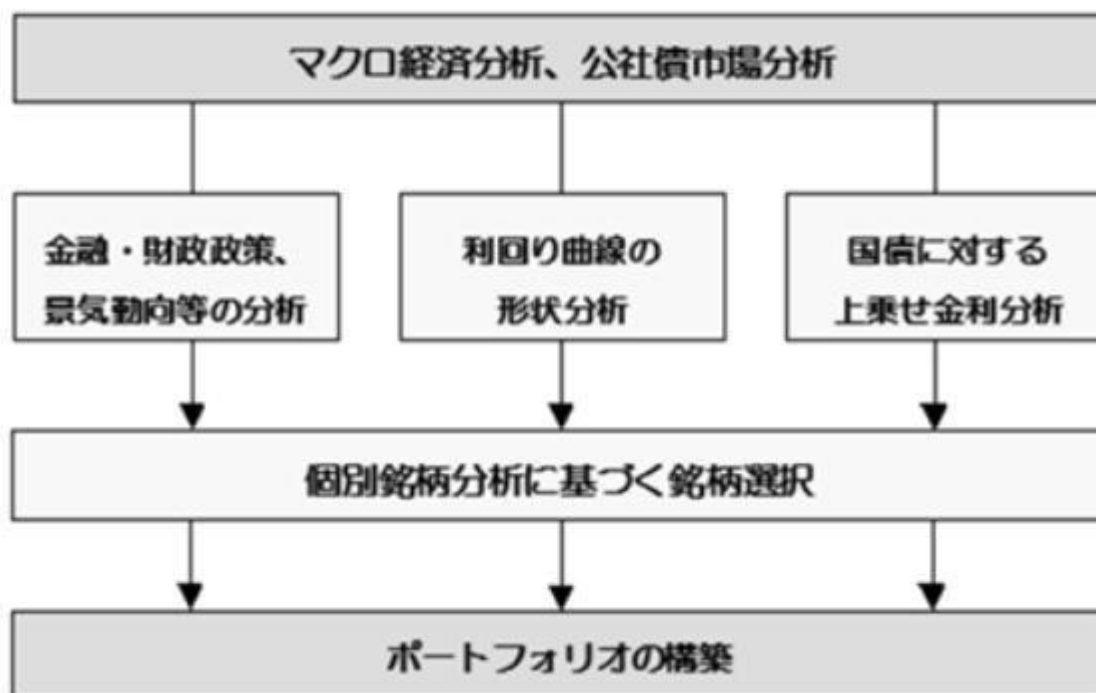 マクロ経済分析、公社債市場分析
金融・財政政策、
景気動向等の分析
利回り曲線の
形状分析
国債に対する
上乗せ金利分析
個別銘柄分析に基づく銘柄選択
ポートフォリオの構築